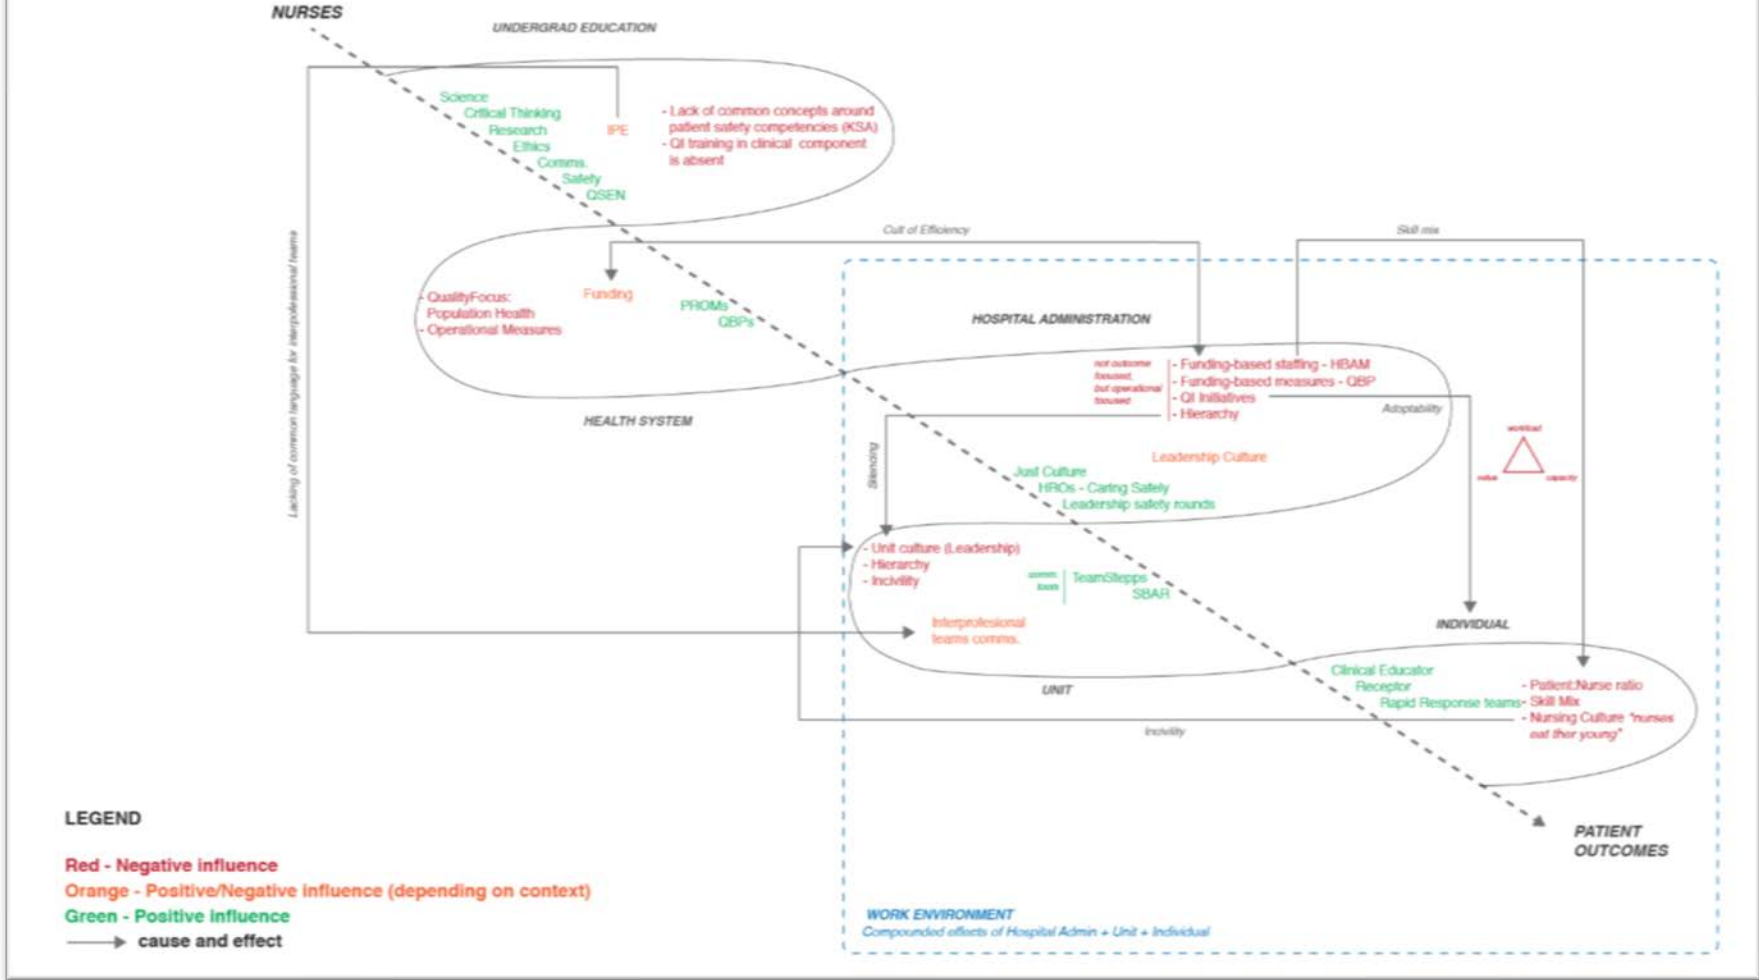 NURSES
UNDERGRAD EDUCATION
Science
Critical Thinking
Research
Ethics
Comms.
Safety
QSEN
IPE
- Lack of common concepts around
patient safety competencies (KSA)
- QI training in clinical component
is absent
Lacking of common language for interprofessional teams
Cult of Efficiency
Skill mix
- QualityFocus:
Population Health
- Operational Measures
Funding
PROMs
QBPs
HEALTH SYSTEM
HOSPITAL ADMINISTRATION
not outcome
focused,
but operational
focused
- Funding-based staffing - HBAM
- Funding-based measures - QBP
- QI Initiatives
- Hierarchy
Adoptability
Silencing
Leadership Culture
Just Culture
HROs - Caring Safely
Leadership safety rounds
workload
value
capacity
- Unit culture (Leadership)
- Hierarchy
- Incivility
comm.
tools
TeamStepps
SBAR
Interprofesional
teams comms.
UNIT
INDIVIDUAL
Clinical Educator
Receptor
Rapid Response teams
- Patient:Nurse ratio
- Skill Mix
- Nursing Culture "nurses
eat ther young"
Incivility
PATIENT
OUTCOMES
LEGEND
Red - Negative influence
Orange - Positive/Negative influence (depending on context)
Green - Positive influence
cause and effect
WORK ENVIRONMENT
Compounded effects of Hospital Admin + Unit + Individual